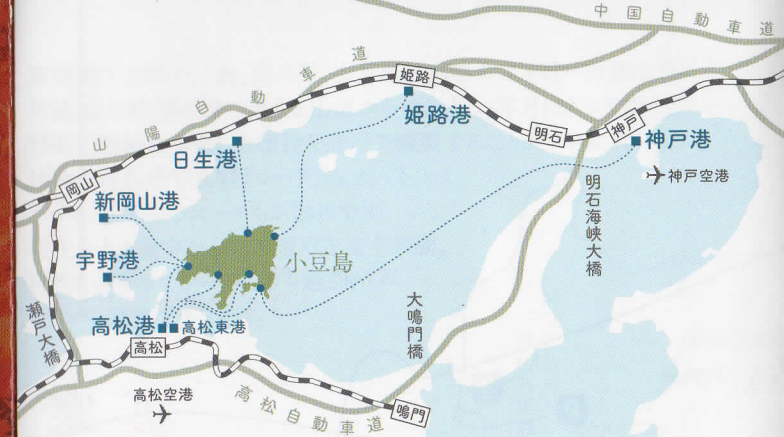 中国自動車道
山陽自動車道
姫路
姫路港
明石
神戸
神戸港
神戸空港
日生港
岡山
新岡山港
明石海峡大橋
宇野港
小豆島
瀬戸大橋
大鳴門橋
高松港
高松東港
高松
高松空港
高松自動車道
鳴門